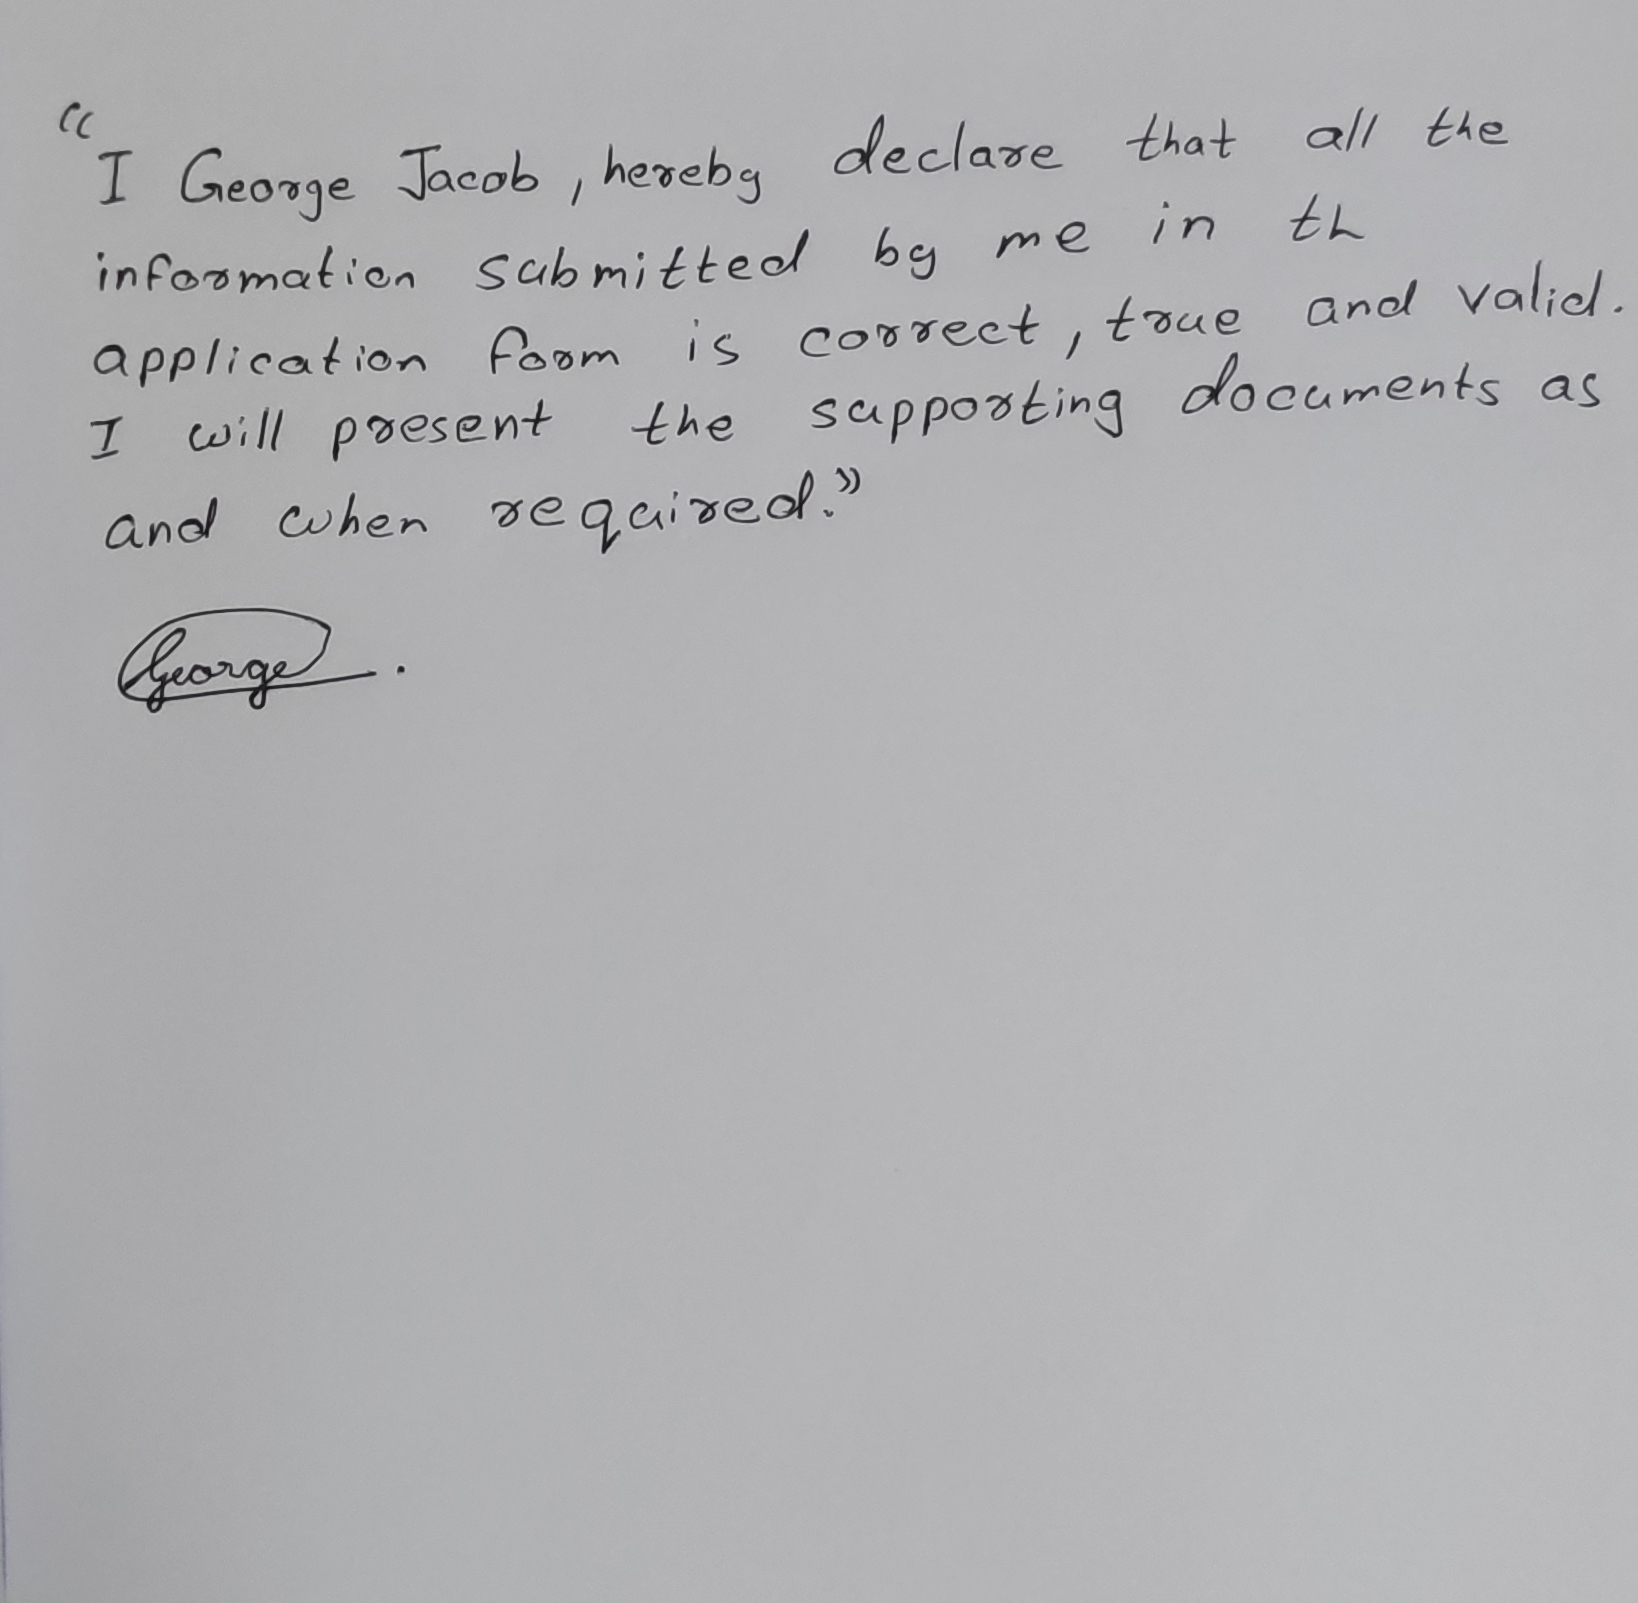 “I George Jacob, hereby declare that all the
information submitted by me in th
application form is correct, true and valid.
I will present the supporting documents as
and when required.”
George.